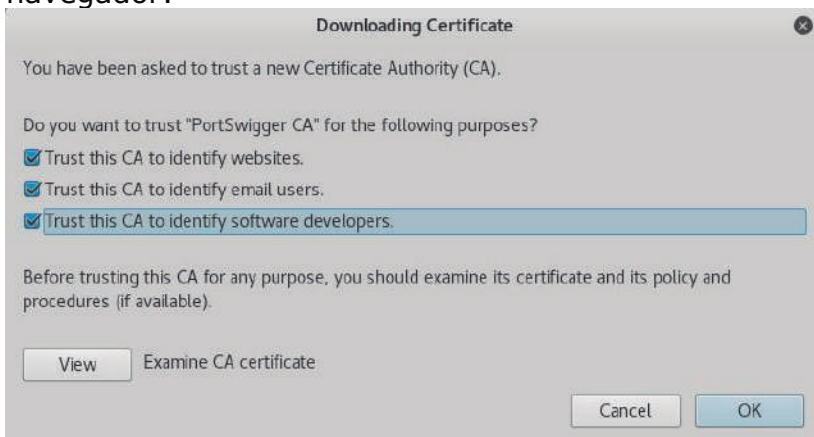 navegador.
Downloading Certificate
You have been asked to trust a new Certificate Authority (CA).
Do you want to trust "PortSwigger CA" for the following purposes?
Trust this CA to identify websites.
Trust this CA to identify email users.
Trust this CA to identify software developers.
Before trusting this CA for any purpose, you should examine its certificate and its policy and
procedures (if available).
View Examine CA certificate
Cancel OK